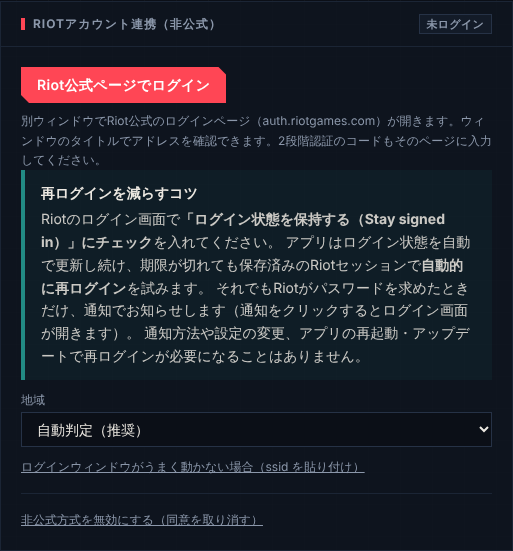 RIOTアカウント連携（非公式）
未ログイン
Riot公式ページでログイン
別ウィンドウでRiot公式のログインページ（auth.riotgames.com）が開きます。ウィ
ンドウのタイトルでアドレスを確認できます。2段階認証のコードもそのページに入力
してください。
再ログインを減らすコツ
Riotのログイン画面で「ログイン状態を保持する（Stay signed
in）」にチェックを入れてください。 アプリはログイン状態を自動
で更新し続け、期限が切れても保存済みのRiotセッションで自動的
に再ログインを試みます。 それでもRiotがパスワードを求めたとき
だけ、通知でお知らせします（通知をクリックするとログイン画面
が開きます）。 通知方法や設定の変更、アプリの再起動・アップデ
ートで再ログインが必要になることはありません。
地域
自動判定（推奨）
ログインウィンドウがうまく動かない場合（ssid を貼り付け）
非公式方式を無効にする（同意を取り消す）